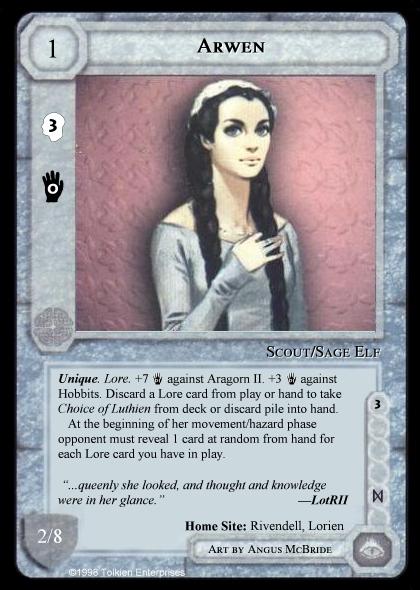 1
ARWEN
3
SCOUT/SAGE ELF
Unique. Lore. +7 against Aragorn II. +3 against
Hobbits. Discard a Lore card from play or hand to take
Choice of Luthien from deck or discard pile into hand.
At the beginning of her movement/hazard phase
opponent must reveal 1 card at random from hand for
each Lore card you have in play.
3
"...queenly she looked, and thought and knowledge
were in her glance." —LotRII
Home Site: Rivendell, Lorien
2/8
ART BY ANGUS MCBRIDE
©1998 Tolkien Enterprises